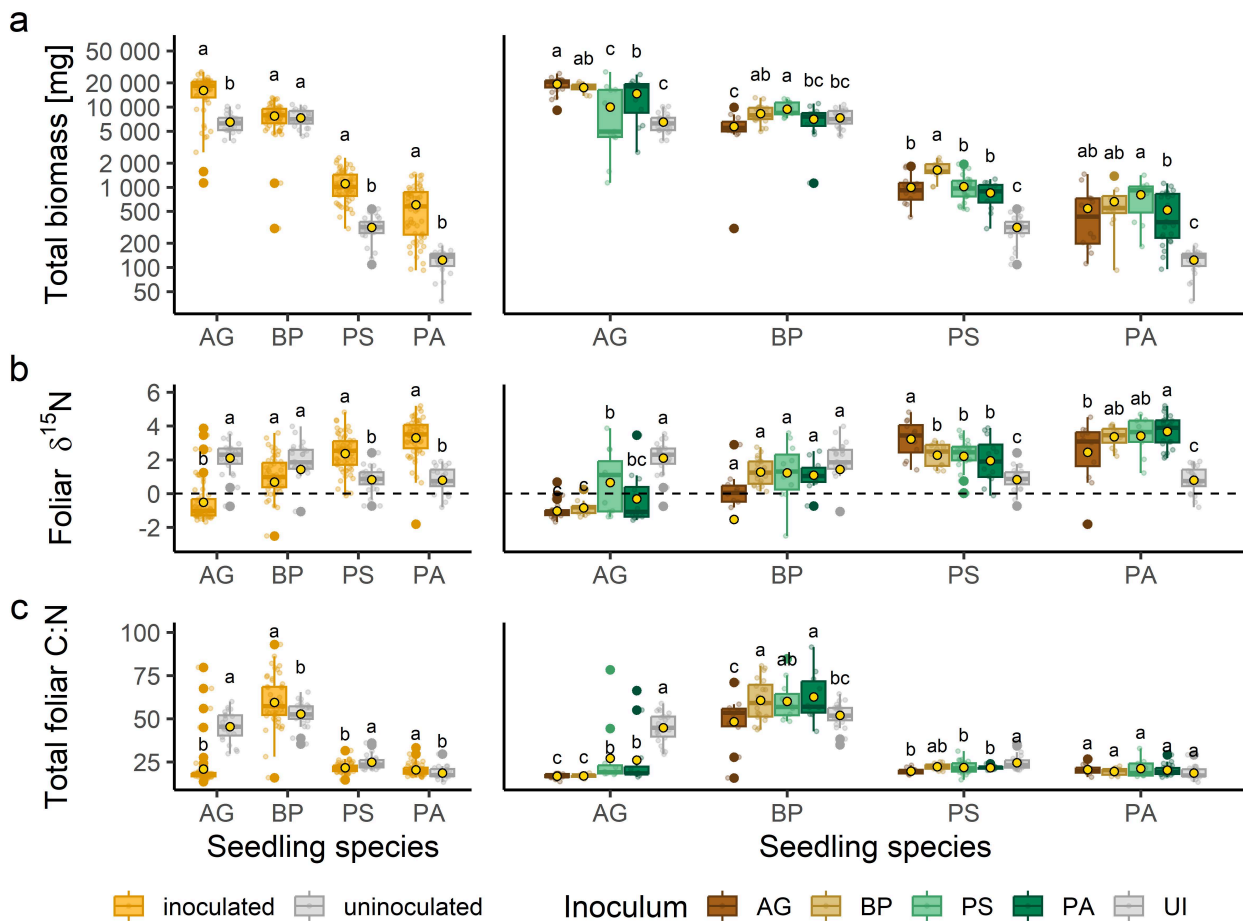 a
Total biomass [mg]
50 000
20 000
10 000
5 000
2 000
1 000
500
100
50
a b a a a b a b
a ab c b c c ab a bc bc b a b b c ab ab a b c
AG BP PS PA
AG BP PS PA
b
Foliar δ15N
6
4
2
0
-2
b a a a a b a b
c c b bc a a a a a a a b b b c b ab ab a b
AG BP PS PA
AG BP PS PA
c
Total foliar C:N
100
75
50
25
b a a b b a a b
c c b b a c a ab a bc b ab b b a a a a a a
AG BP PS PA
AG BP PS PA
Seedling species
Seedling species
inoculated uninoculated Inoculum AG BP PS PA UI